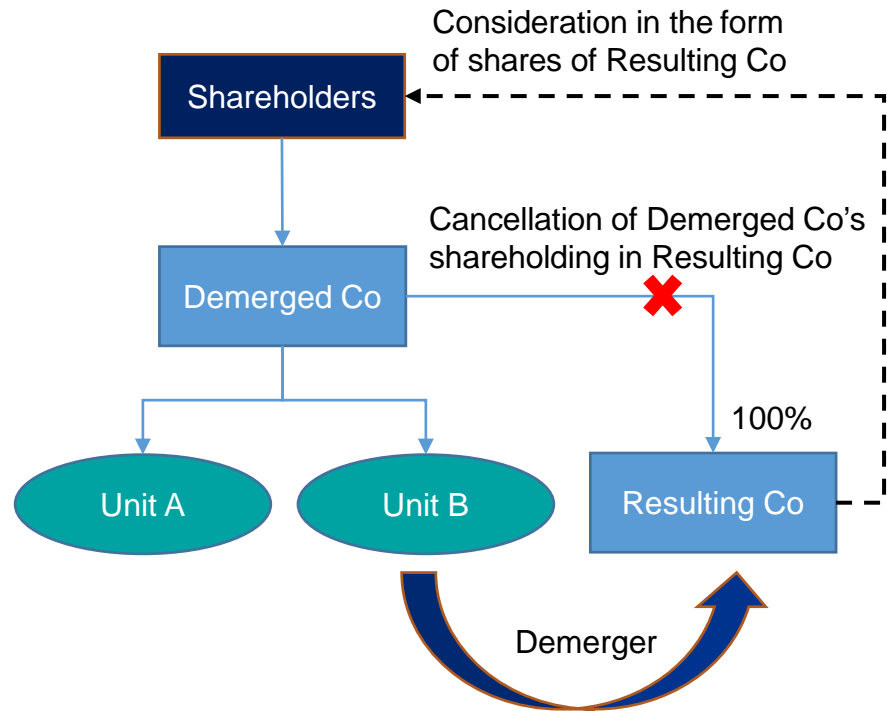 Consideration in the form
of shares of Resulting Co
Shareholders
Cancellation of Demerged Co's
shareholding in Resulting Co
Demerged Co
100%
Unit A
Unit B
Resulting Co
Demerger